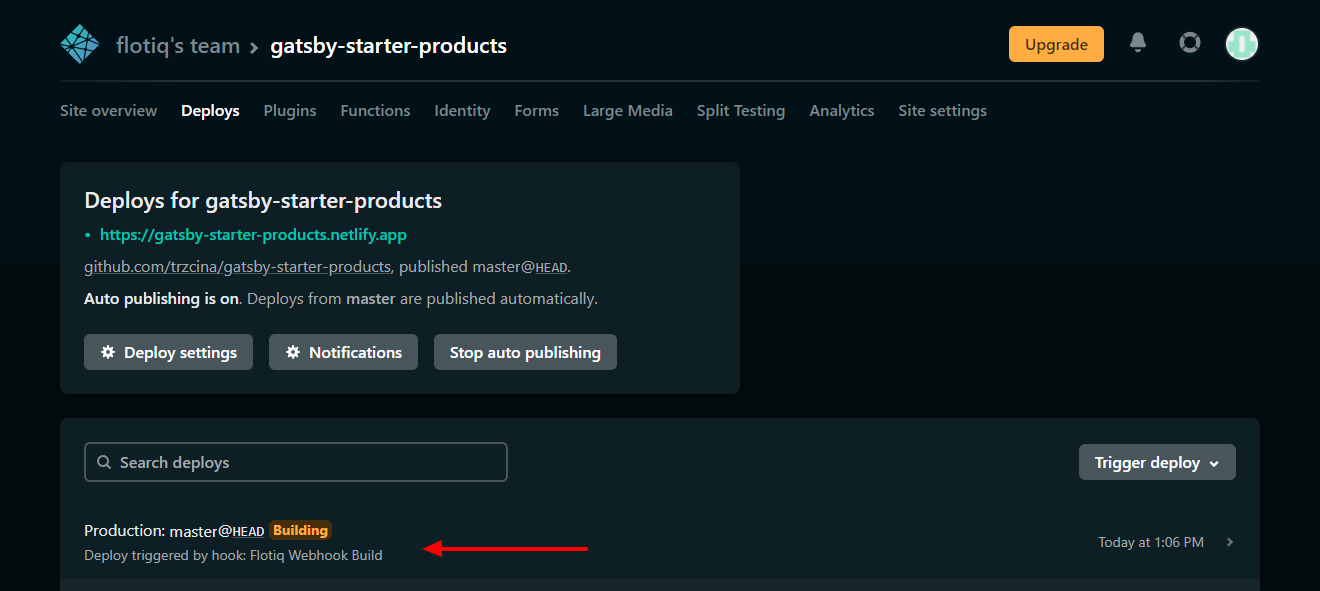 flotiq's team > gatsby-starter-products Upgrade
Site overview Deploys Plugins Functions Identity Forms Large Media Split Testing Analytics Site settings
Deploys for gatsby-starter-products
• https://gatsby-starter-products.netlify.app
github.com/trzcina/gatsby-starter-products, published master@HEAD.
Auto publishing is on. Deploys from master are published automatically.
Deploy settings Notifications Stop auto publishing
Search deploys Trigger deploy
Production: master@HEAD Building
Deploy triggered by hook: Flotiq Webhook Build
Today at 1:06 PM